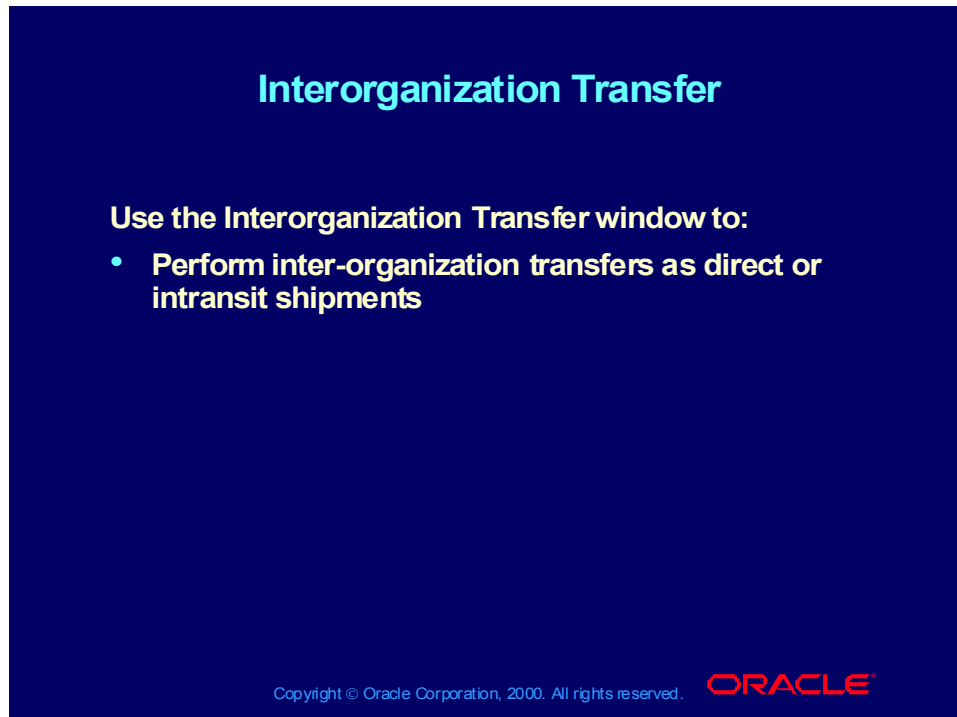 Interorganization Transfer
Use the Interorganization Transfer window to:
• Perform inter-organization transfers as direct or
intransit shipments
Copyright © Oracle Corporation, 2000. All rights reserved.
ORACLE®